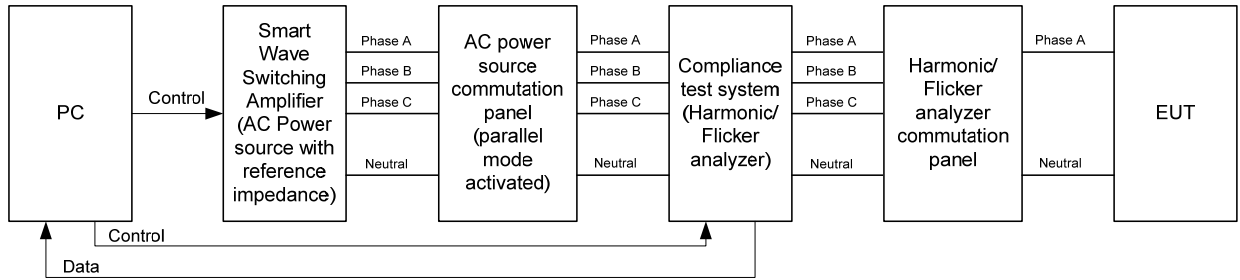 PC
Control
Smart
Wave
Switching
Amplifier
(AC Power
source with
reference
impedance)
Phase A
Phase B
Phase C
Neutral
AC power
source
commutation
panel
(parallel
mode
activated)
Phase A
Phase B
Phase C
Neutral
Compliance
test system
(Harmonic/
Flicker
analyzer)
Phase A
Phase B
Phase C
Neutral
Harmonic/
Flicker
analyzer
commutation
panel
Phase A
Neutral
EUT
Control
Data